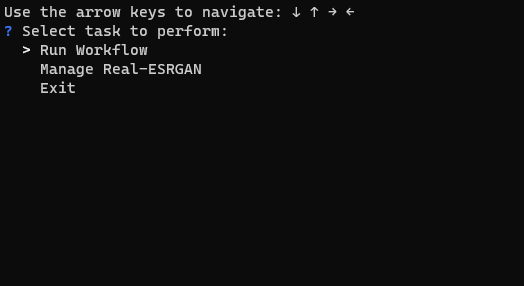 Use the arrow keys to navigate: ↓ ↑ → ←
? Select task to perform:
> Run Workflow
Manage Real-ESRGAN
Exit